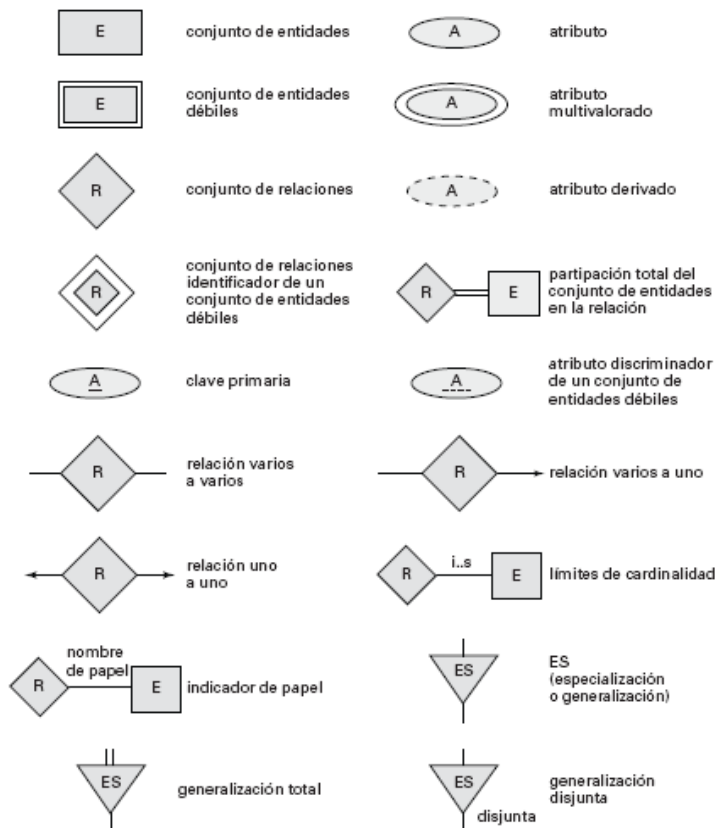 E
conjunto de entidades
A
atributo
E
conjunto de entidades
débiles
A
atributo
multivalorado
R
conjunto de relaciones
A
atributo derivado
R
conjunto de relaciones
identificador de un
conjunto de entidades
débiles
R
E
partipación total del
conjunto de entidades
en la relación
A
clave primaria
A
atributo discriminador
de un conjunto de
entidades débiles
R
relación varios
a varios
R
relación varios a uno
R
relación uno
a uno
R
i..s
E
límites de cardinalidad
nombre
de papel
R
E
indicador de papel
ES
ES
(especialización
o generalización)
ES
generalización total
ES
disjunta
generalización
disjunta